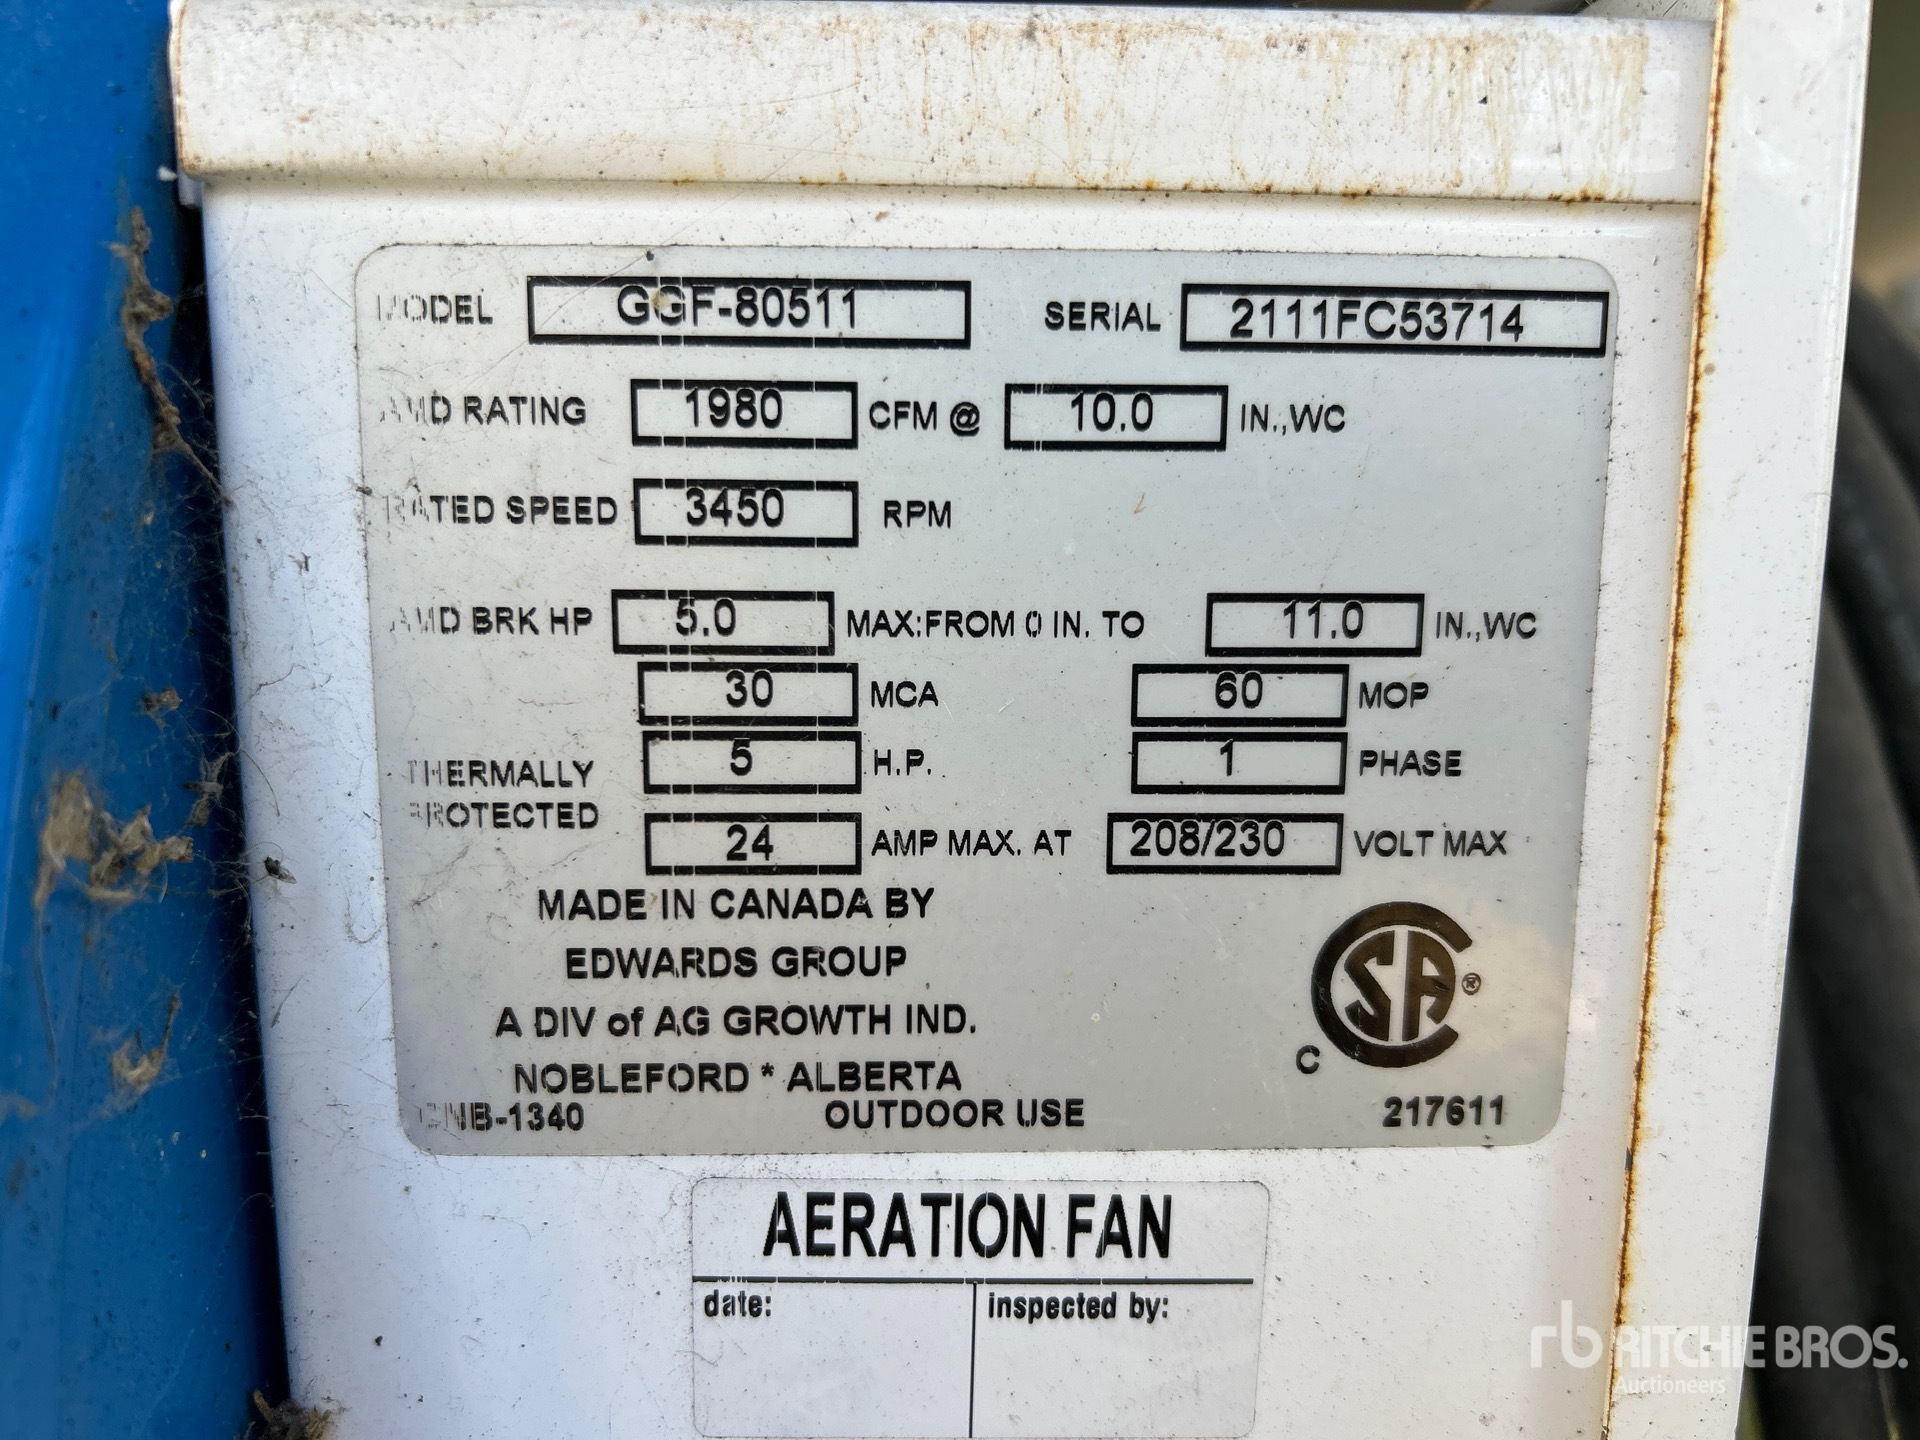 MODEL GGF-80511 SERIAL 2111FC53714
AMD RATING 1980 CFM @ 10.0 IN.,WC
RATED SPEED 3450 RPM
AMD BRK HP 5.0 MAX:FROM 0 IN. TO 11.0 IN.,WC
30 MCA 60 MOP
THERMALLY PROTECTED 5 H.P. 1 PHASE
24 AMP MAX. AT 208/230 VOLT MAX
MADE IN CANADA BY
EDWARDS GROUP
A DIV of AG GROWTH IND.
NOBLEFORD * ALBERTA
C CSA ®
-1340 OUTDOOR USE 217611
AERATION FAN
date: inspected by:
rb RITCHIE BROS.
Auctioneers